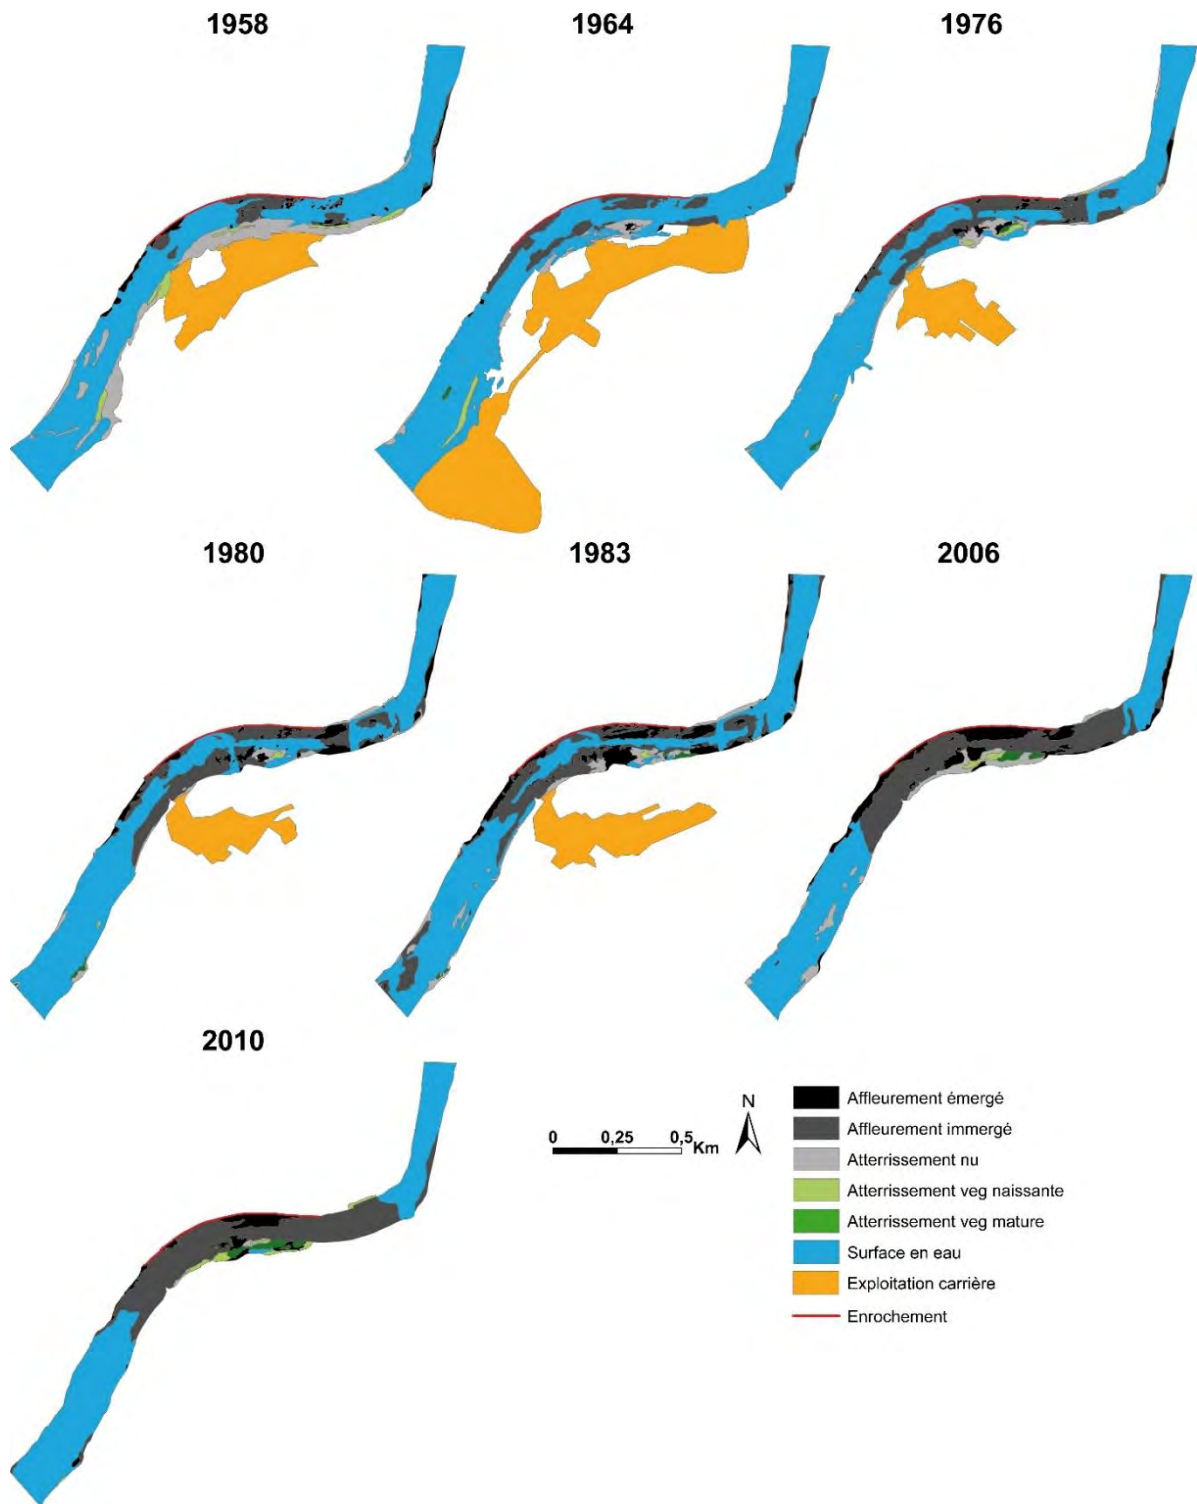 1958
1964
1976
1980
1983
2006
2010
N
0 0,25 0,5 Km
Affleurement émergé
Affleurement immergé
Atterrissement nu
Atterrissement veg naissante
Atterrissement veg mature
Surface en eau
Exploitation carrière
Enrochement